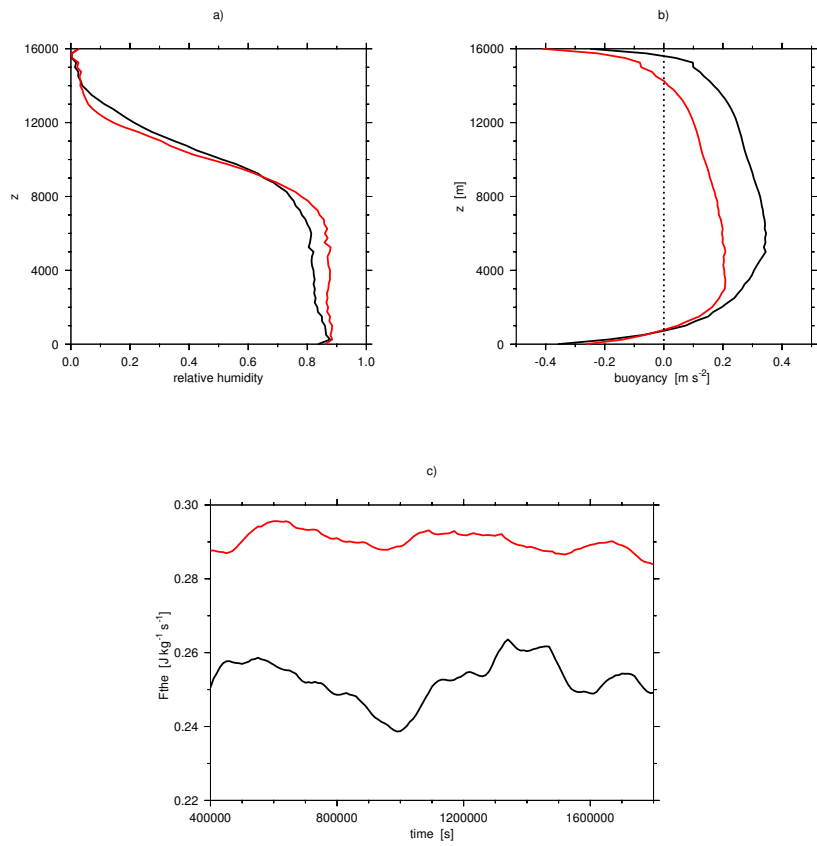 a)
16000
12000
8000
4000
0
z
0.0 0.2 0.4 0.6 0.8 1.0
relative humidity
b)
16000
12000
8000
4000
0
z [m]
-0.4 -0.2 0.0 0.2 0.4
buoyancy [m s-2]
c)
0.30
0.28
0.26
0.24
0.22
Fthe [J kg-1 s-1]
400000 800000 1200000 1600000
time [s]